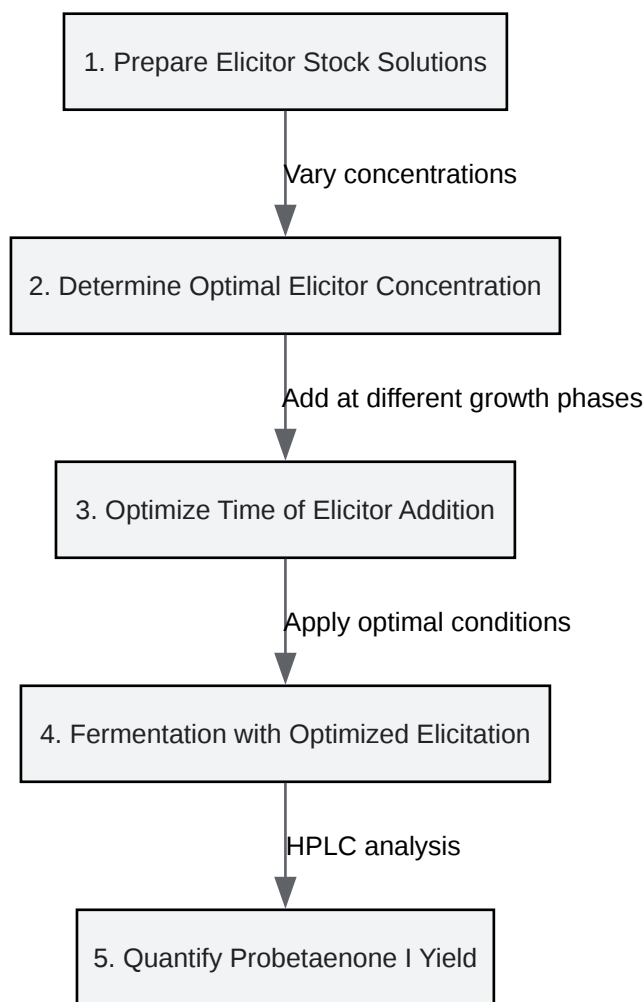 1. Prepare Elicitor Stock Solutions
Vary concentrations
2. Determine Optimal Elicitor Concentration
Add at different growth phases
3. Optimize Time of Elicitor Addition
Apply optimal conditions
4. Fermentation with Optimized Elicitation
HPLC analysis
5. Quantify Probetaenone I Yield